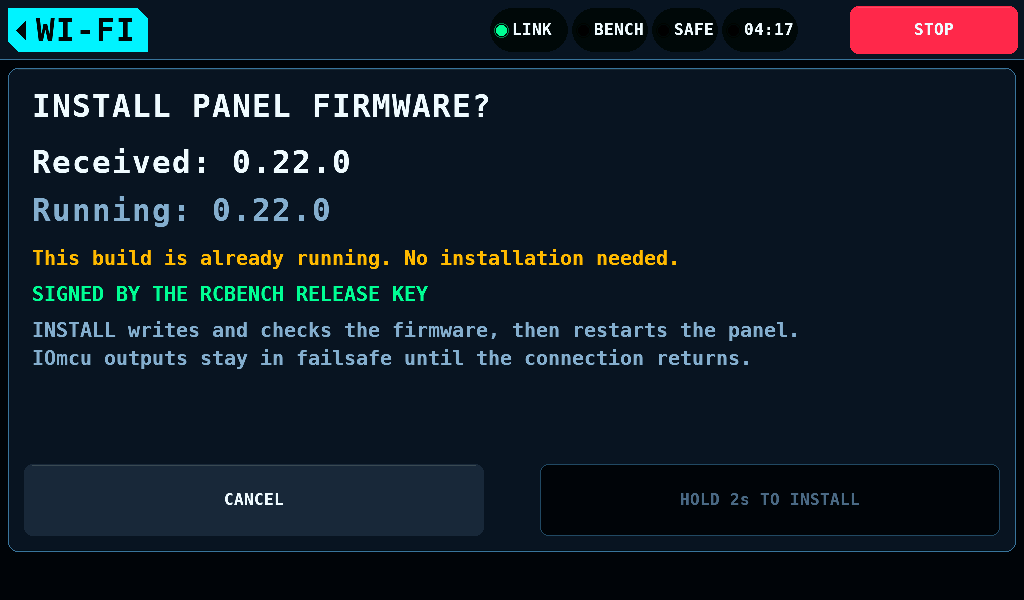 WI-FI
LINK
BENCH
SAFE
04:17
STOP
INSTALL PANEL FIRMWARE?
Received: 0.22.0
Running: 0.22.0
This build is already running. No installation needed.
SIGNED BY THE RCBENCH RELEASE KEY
INSTALL writes and checks the firmware, then restarts the panel.
IOmcu outputs stay in failsafe until the connection returns.
CANCEL
HOLD 2s TO INSTALL